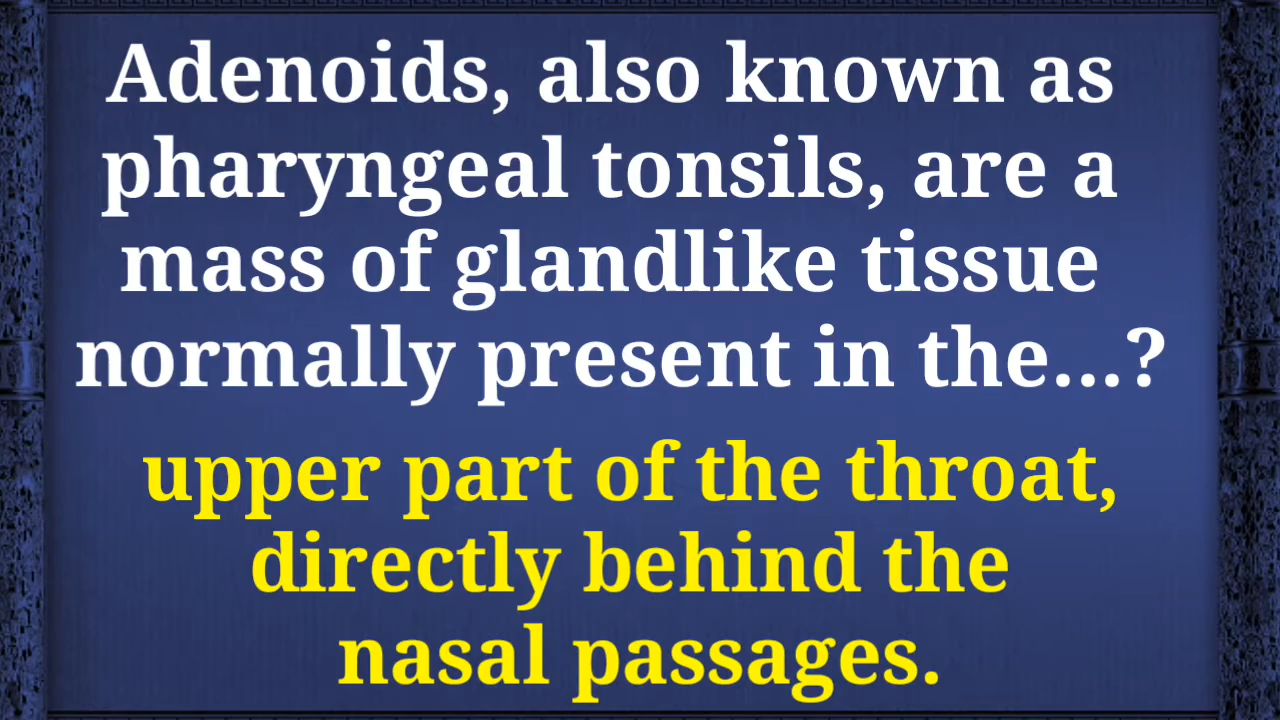 Adenoids, also known as
pharyngeal tonsils, are a
mass of glandlike tissue
normally present in the...?
upper part of the throat,
directly behind the
nasal passages.